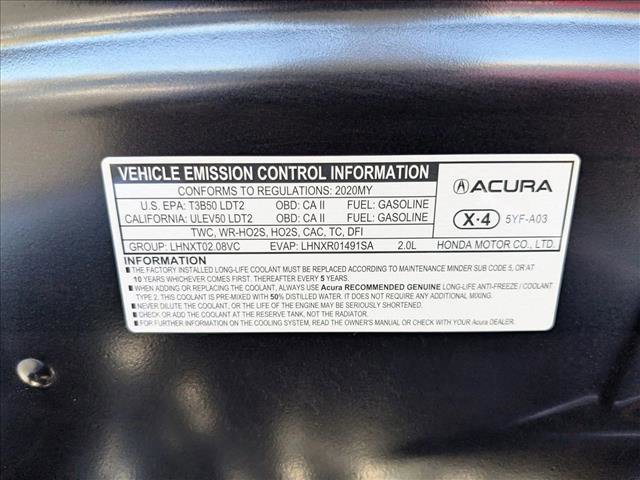 VEHICLE EMISSION CONTROL INFORMATION
CONFORMS TO REGULATIONS: 2020MY
U.S. EPA: T3B50 LDT2 OBD: CA II FUEL: GASOLINE
CALIFORNIA: ULEV50 LDT2 OBD: CA II FUEL: GASOLINE
TWC, WR-HO2S, HO2S, CAC, TC, DFI
GROUP: LHNXT02.08VC EVAP: LHNXR01491SA 2.0L
ACURA
X·4 5YF-A03
HONDA MOTOR CO., LTD.
INFORMATION
■ THE FACTORY INSTALLED LONG-LIFE COOLANT MUST BE REPLACED ACCORDING TO MAINTENANCE MINDER SUB CODE 5, OR AT
10 YEARS WHICHEVER COMES FIRST. THEREAFTER EVERY 5 YEARS.
■ WHEN ADDING OR REPLACING THE COOLANT, ALWAYS USE Acura RECOMMENDED GENUINE LONG-LIFE ANTI-FREEZE / COOLANT
TYPE 2. THIS COOLANT IS PRE-MIXED WITH 50% DISTILLED WATER. IT DOES NOT REQUIRE ANY ADDITIONAL MIXING.
■ NEVER DILUTE THE COOLANT, OR THE LIFE OF THE ENGINE MAY BE SERIOUSLY SHORTENED.
■ CHECK OR ADD THE COOLANT AT THE RESERVE TANK, NOT THE RADIATOR.
■ FOR FURTHER INFORMATION ON THE COOLING SYSTEM, READ THE OWNER'S MANUAL OR CHECK WITH YOUR Acura DEALER.